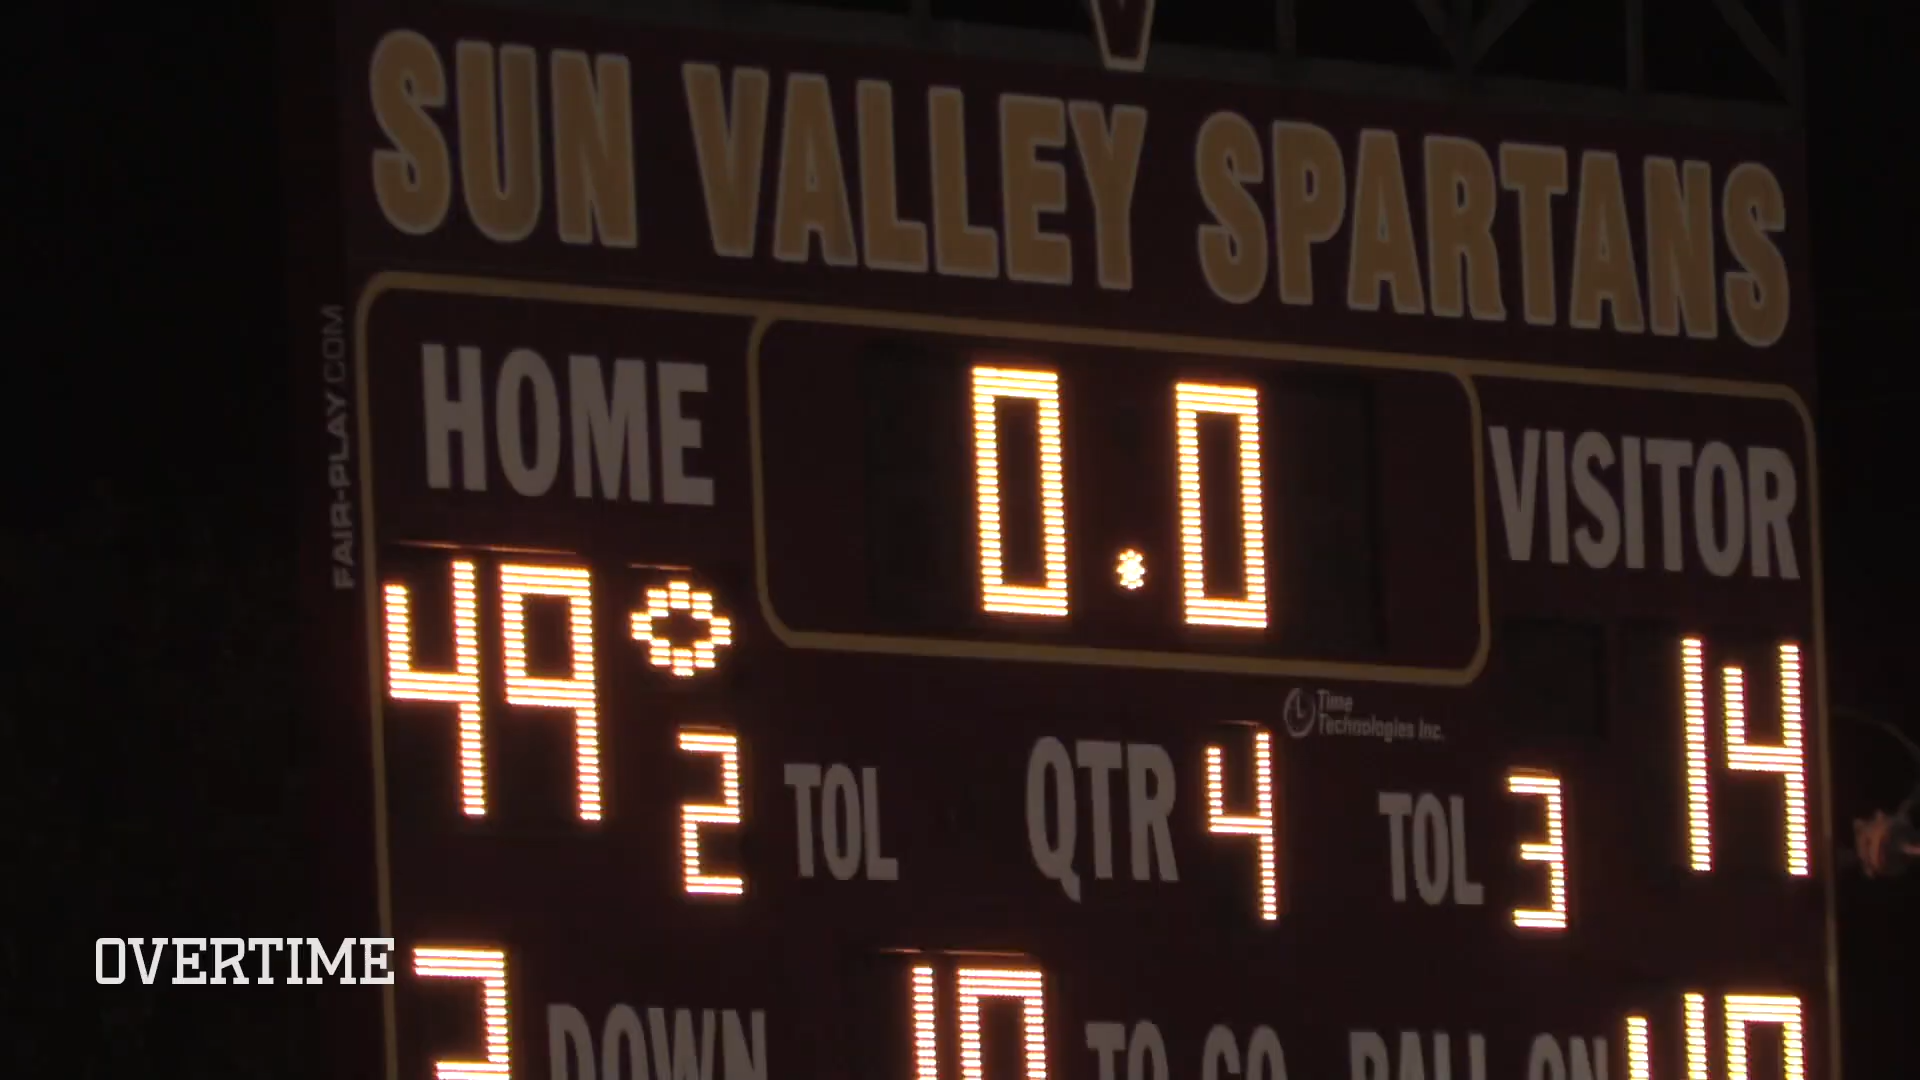 SUN VALLEY SPARTANS
FAIR-PLAY.COM
HOME 0.0 VISITOR
49 14
Time
Technologies Inc.
2 TOL QTR 4 TOL 3
OVERTIME
DOWN 10 TO GO BALL ON 40